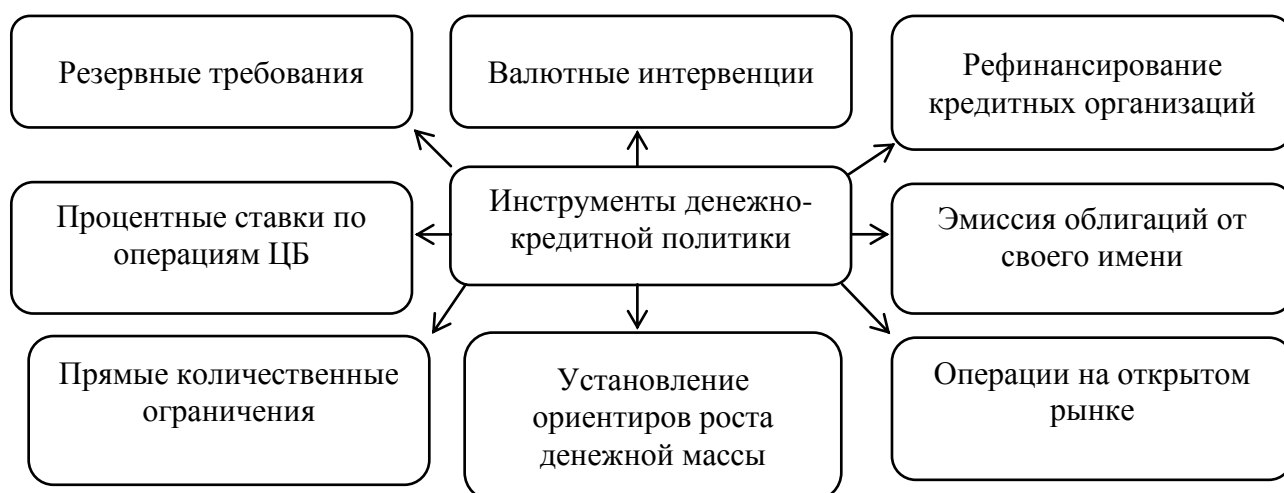 Резервные требования
Валютные интервенции
Рефинансирование
кредитных организаций
Процентные ставки по
операциям ЦБ
Инструменты денежно-
кредитной политики
Эмиссия облигаций от
своего имени
Прямые количественные
ограничения
Установление
ориентиров роста
денежной массы
Операции на открытом
рынке